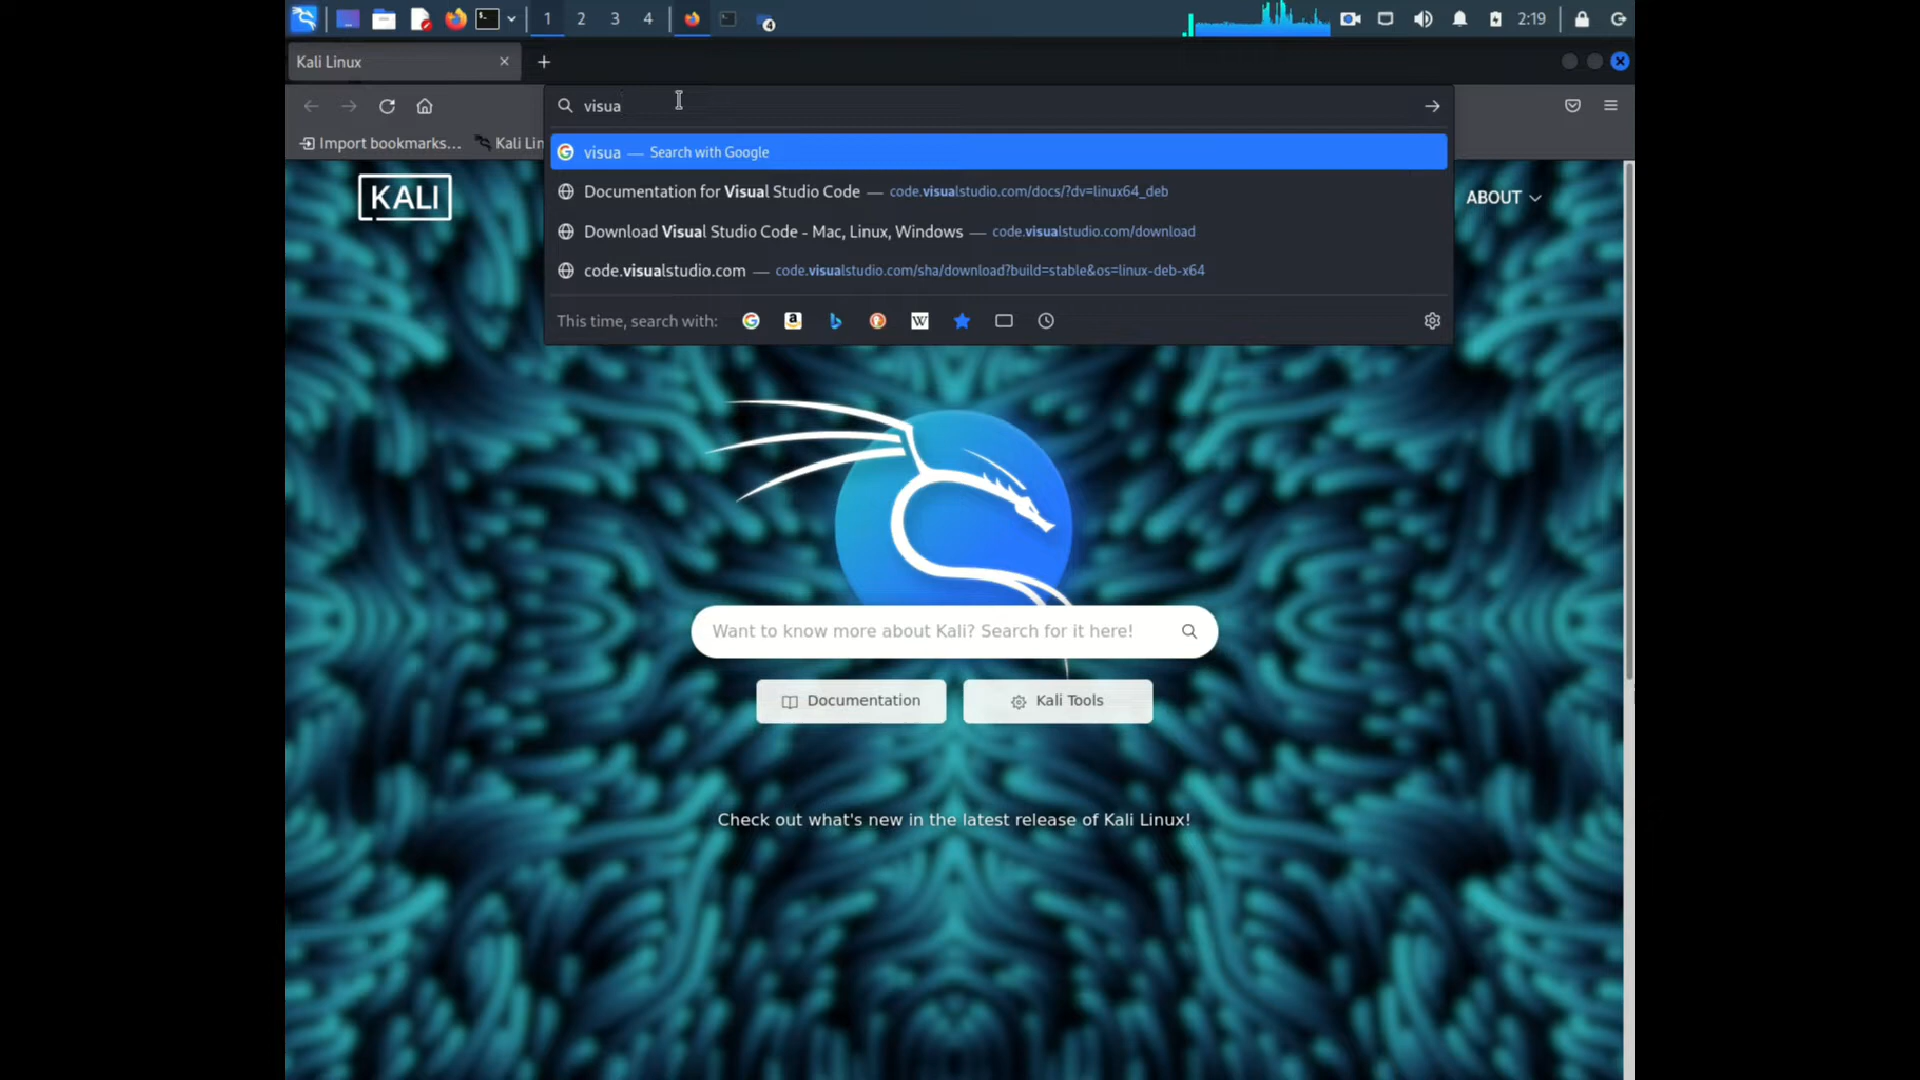 1 2 3 4 4 2:19
Kali Linux
visua
Import bookmarks... Kali Lin
visua — Search with Google
Documentation for Visual Studio Code — code.visualstudio.com/docs/?dv=linux64_deb
KALI
ABOUT
Download Visual Studio Code - Mac, Linux, Windows — code.visualstudio.com/download
code.visualstudio.com — code.visualstudio.com/sha/download?build=stable&os=linux-deb-x64
This time, search with:
Want to know more about Kali? Search for it here!
Documentation Kali Tools
Check out what's new in the latest release of Kali Linux!